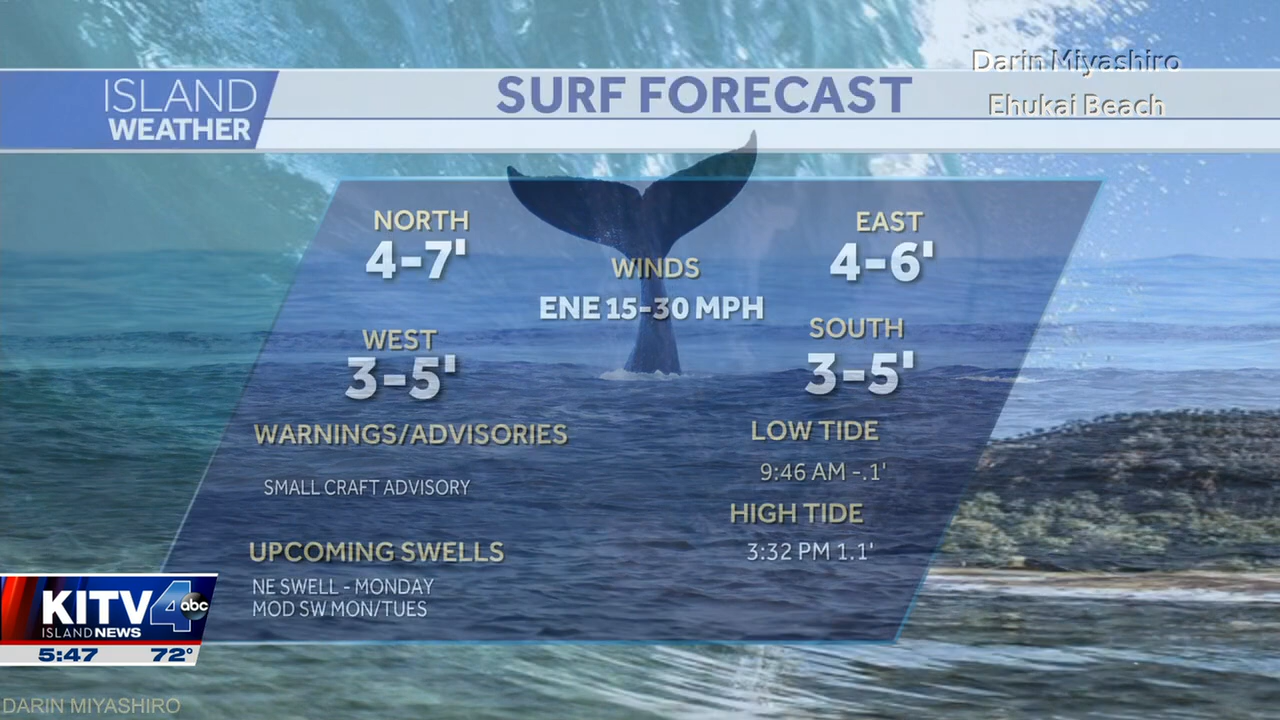 Darin Miyashiro
Ehukai Beach
ISLAND
WEATHER
SURF FORECAST
NORTH
4-7'
EAST
4-6'
WINDS
ENE 15-30 MPH
WEST
3-5'
SOUTH
3-5'
WARNINGS/ADVISORIES
SMALL CRAFT ADVISORY
LOW TIDE
9:46 AM -.1'
HIGH TIDE
3:32 PM 1.1'
UPCOMING SWELLS
NE SWELL - MONDAY
MOD SW MON/TUES
KITV4 abc
ISLAND NEWS
5:47 72°
DARIN MIYASHIRO